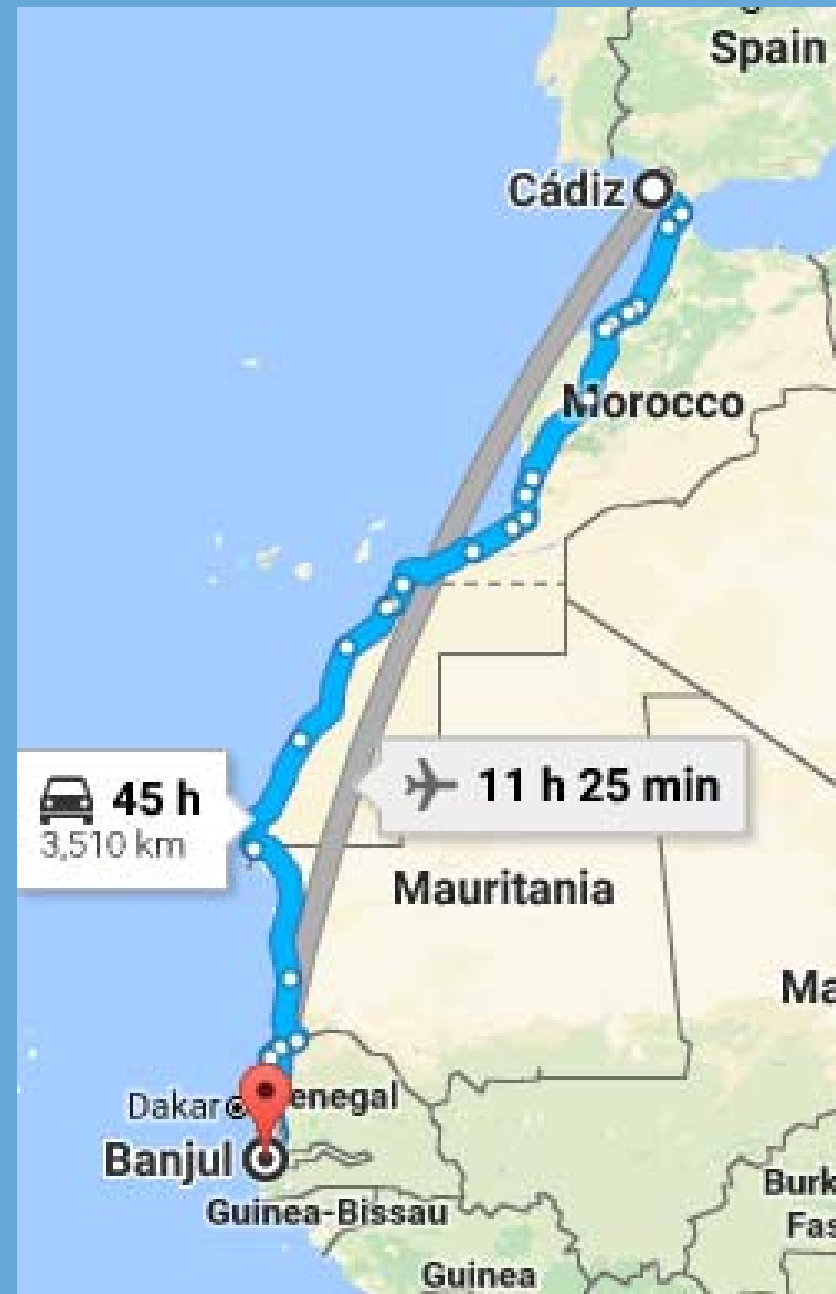 Spain
Cádiz
Morocco
45 h
3,510 km
11 h 25 min
Mauritania
Ma
Dakar
enegal
Banjul
Guinea-Bissau
Burk
Fas
Guinea